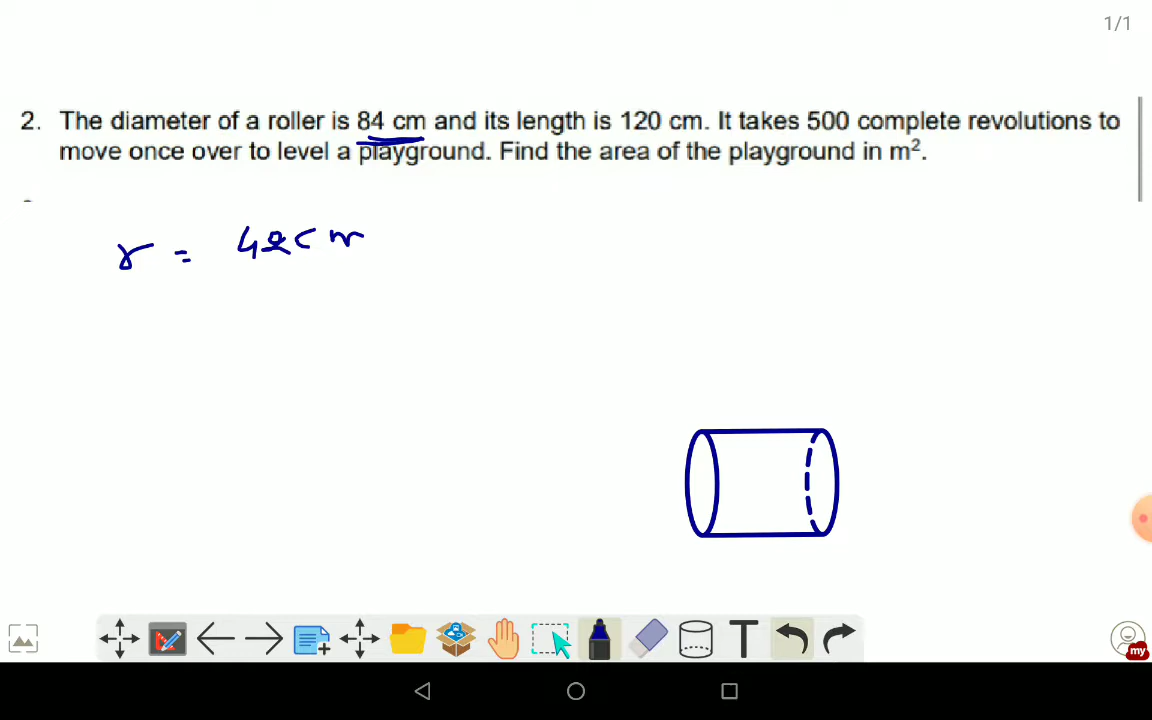 1/1
2. The diameter of a roller is 84 cm and its length is 120 cm. It takes 500 complete revolutions to
move once over to level a playground. Find the area of the playground in m².
r = 42cm
T
my